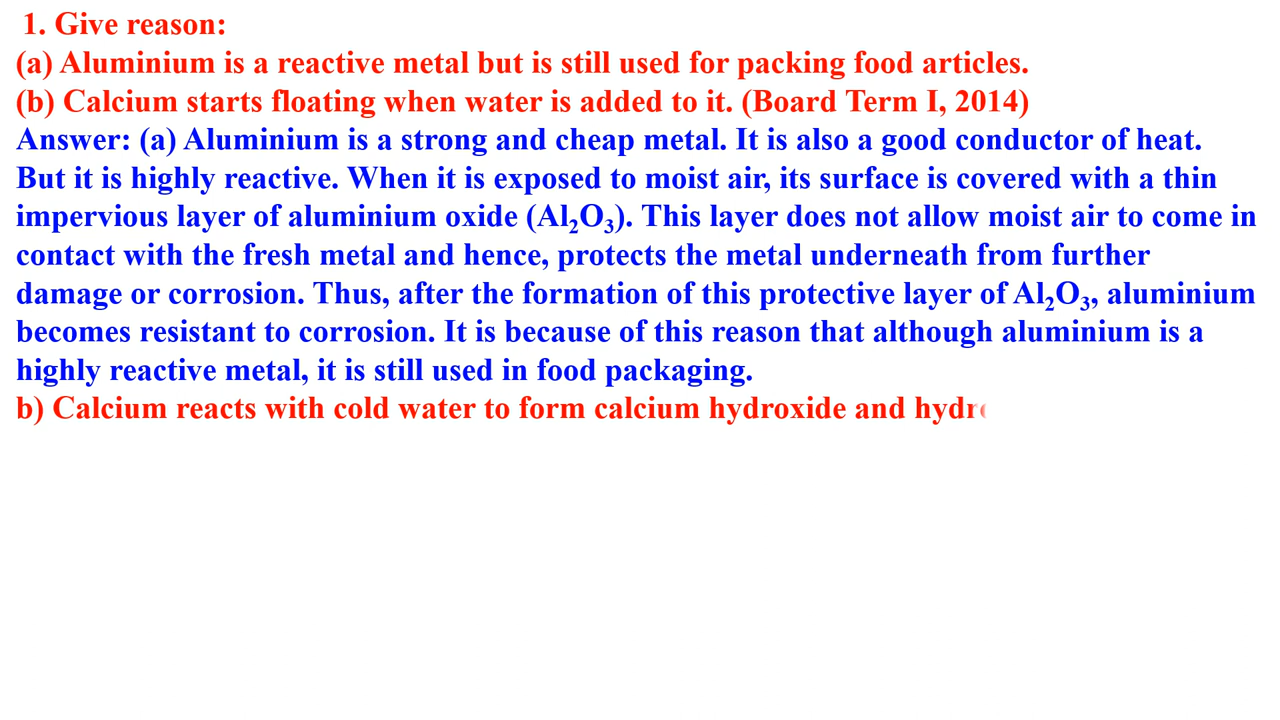 1. Give reason:
(a) Aluminium is a reactive metal but is still used for packing food articles.
(b) Calcium starts floating when water is added to it. (Board Term I, 2014)
Answer: (a) Aluminium is a strong and cheap metal. It is also a good conductor of heat.
But it is highly reactive. When it is exposed to moist air, its surface is covered with a thin
impervious layer of aluminium oxide (Al₂O₃). This layer does not allow moist air to come in
contact with the fresh metal and hence, protects the metal underneath from further
damage or corrosion. Thus, after the formation of this protective layer of Al₂O₃, aluminium
becomes resistant to corrosion. It is because of this reason that although aluminium is a
highly reactive metal, it is still used in food packaging.
b) Calcium reacts with cold water to form calcium hydroxide and